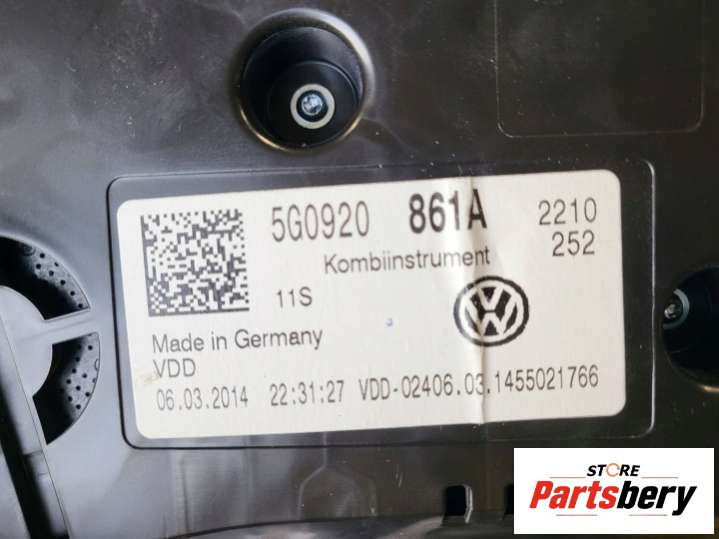 5G0920 861A 2210
252
Kombiinstrument
11S
Made in Germany
VDD
06.03.2014 22:31:27 VDD-02406.03.1455021766
STORE
Partsbery